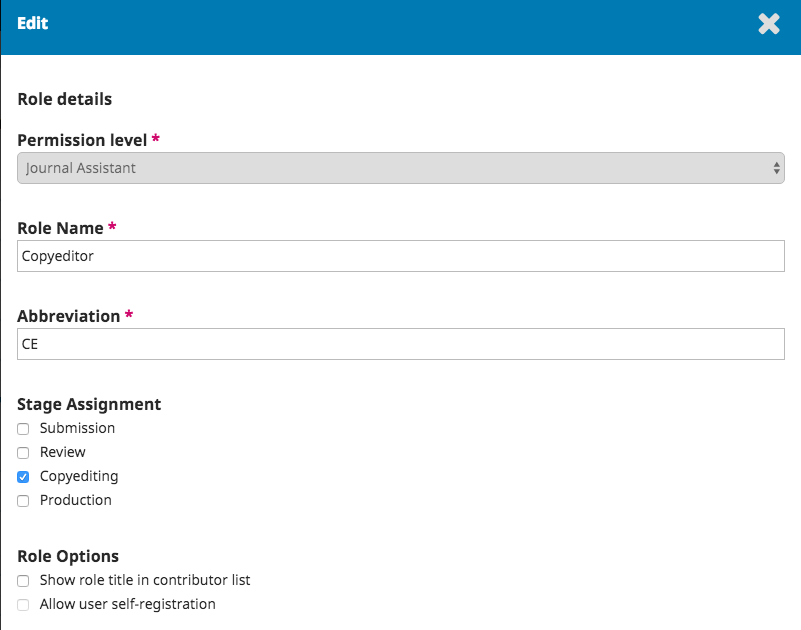 Edit
Role details
Permission level *
Journal Assistant
Role Name *
Copyeditor
Abbreviation *
CE
Stage Assignment
Submission
Review
Copyediting
Production
Role Options
Show role title in contributor list
Allow user self-registration